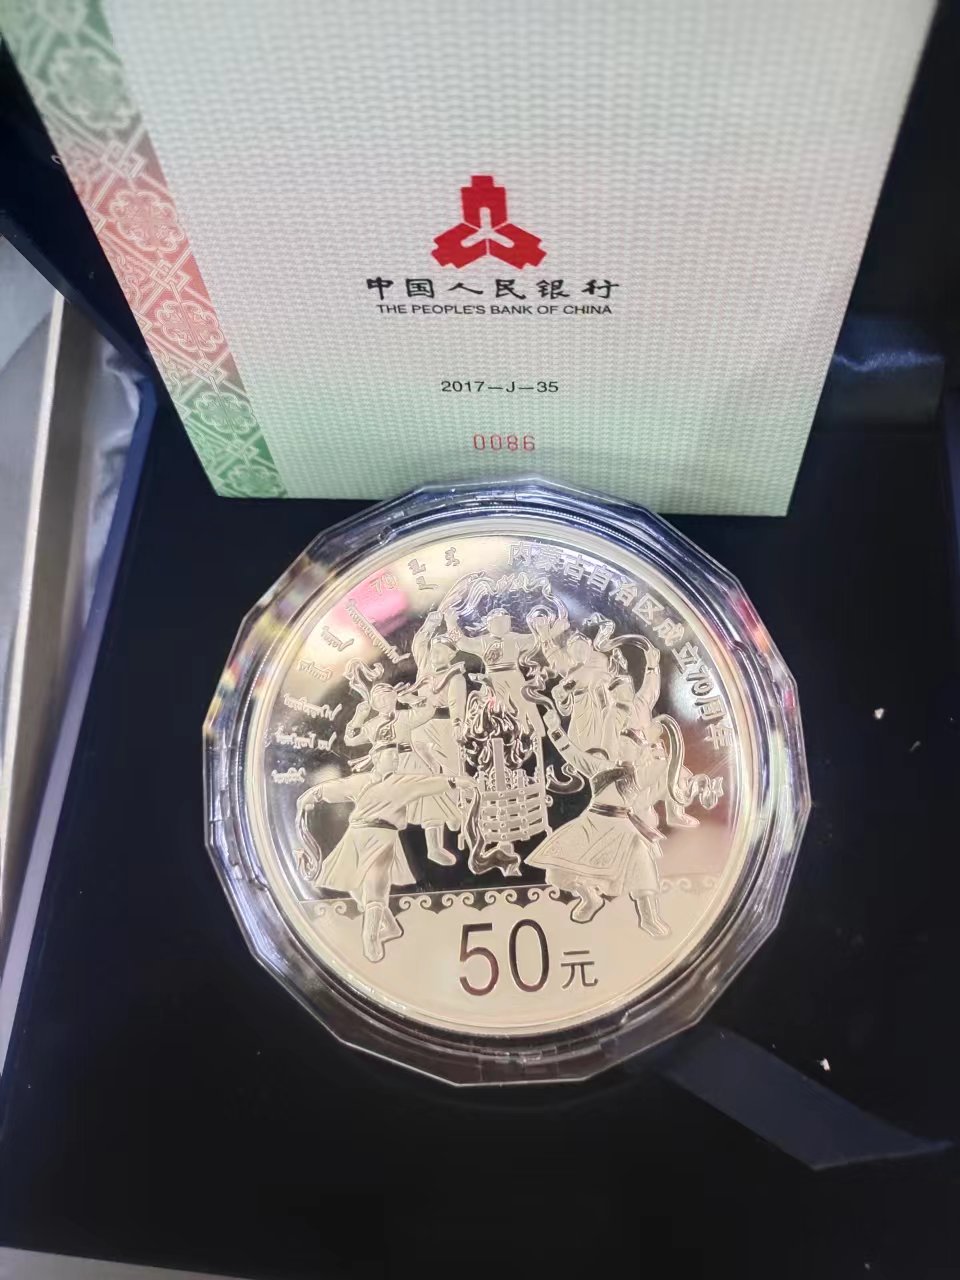 中国人民银行
THE PEOPLE'S BANK OF CHINA
2017—J—35
0086
内蒙古自治区成立70周年
70
50元